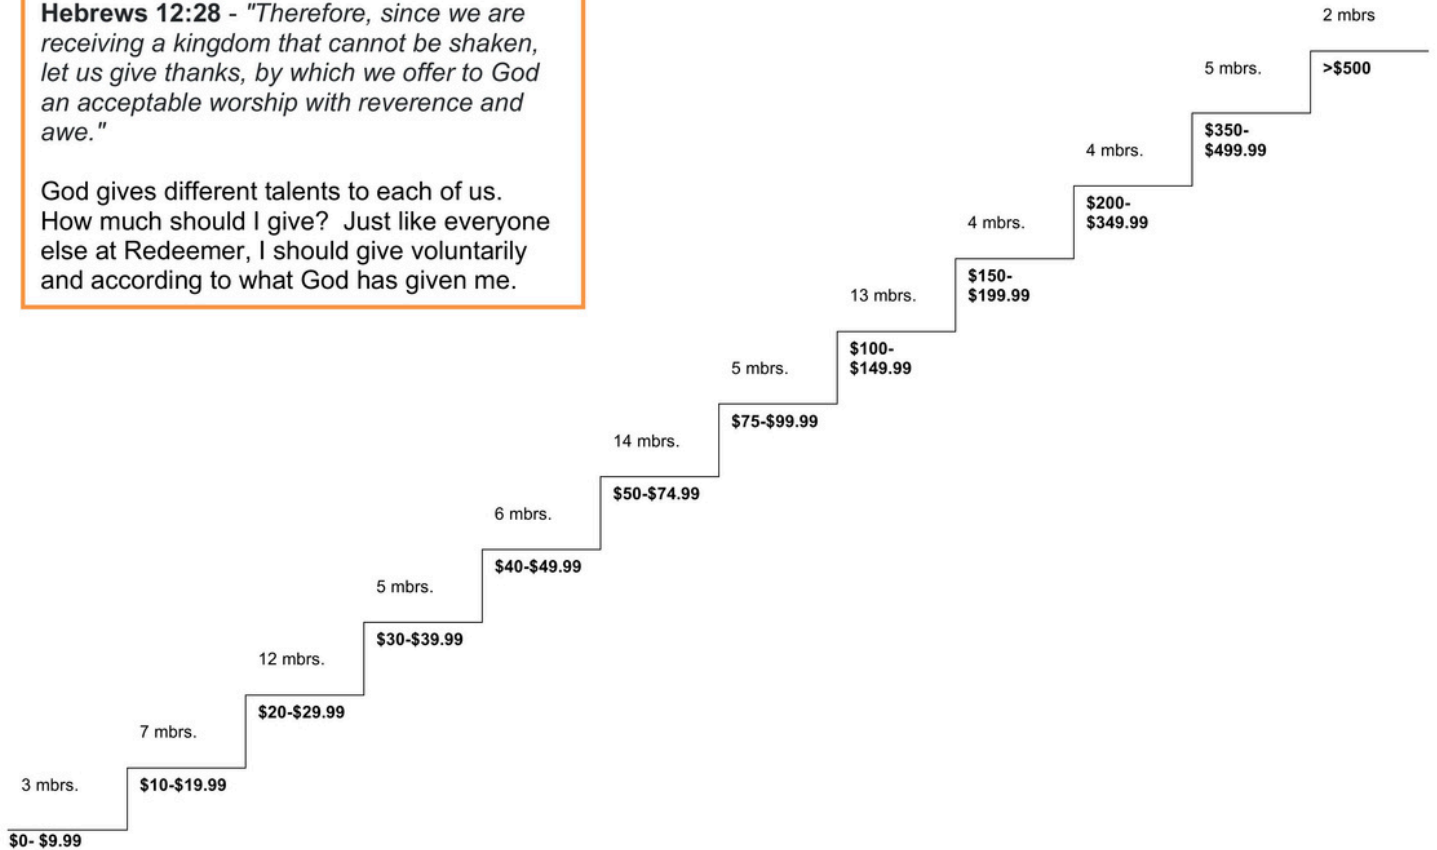 Hebrews 12:28 - "Therefore, since we are
receiving a kingdom that cannot be shaken,
let us give thanks, by which we offer to God
an acceptable worship with reverence and
awe."
God gives different talents to each of us.
How much should I give?  Just like everyone
else at Redeemer, I should give voluntarily
and according to what God has given me.
2 mbrs
>$500
5 mbrs.
$350-
$499.99
4 mbrs.
$200-
$349.99
4 mbrs.
$150-
$199.99
13 mbrs.
$100-
$149.99
5 mbrs.
$75-$99.99
14 mbrs.
$50-$74.99
6 mbrs.
$40-$49.99
5 mbrs.
$30-$39.99
12 mbrs.
$20-$29.99
7 mbrs.
$10-$19.99
3 mbrs.
$0- $9.99